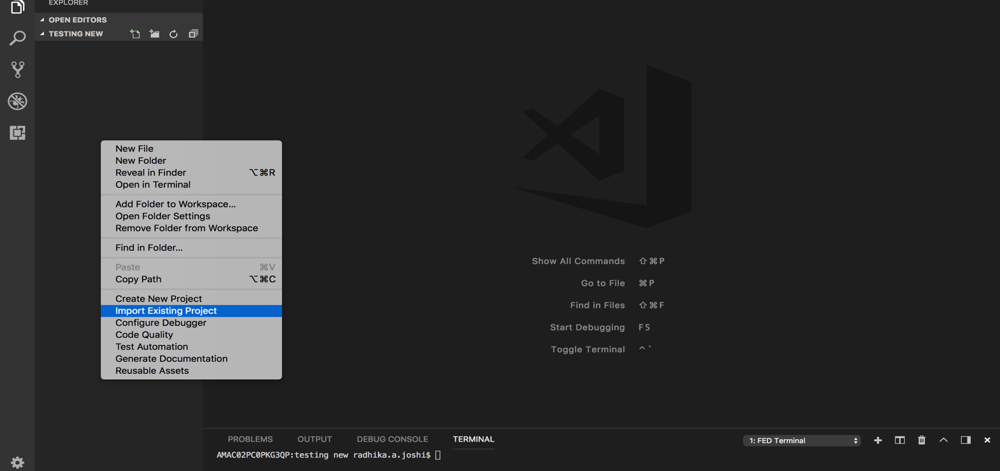 EXPLORER
OPEN EDITORS
TESTING NEW
New File
New Folder
Reveal in Finder ⌥⌘R
Open in Terminal
Add Folder to Workspace...
Open Folder Settings
Remove Folder from Workspace
Find in Folder...
Paste ⌘V
Copy Path ⌥⌘C
Create New Project
Import Existing Project
Configure Debugger
Code Quality
Test Automation
Generate Documentation
Reusable Assets
Show All Commands ⇧⌘P
Go to File ⌘P
Find in Files ⇧⌘F
Start Debugging F5
Toggle Terminal ^`
PROBLEMS OUTPUT DEBUG CONSOLE TERMINAL 1: FED Terminal
AMAC02PC0PKG3QP:testing new radhika.a.joshi$